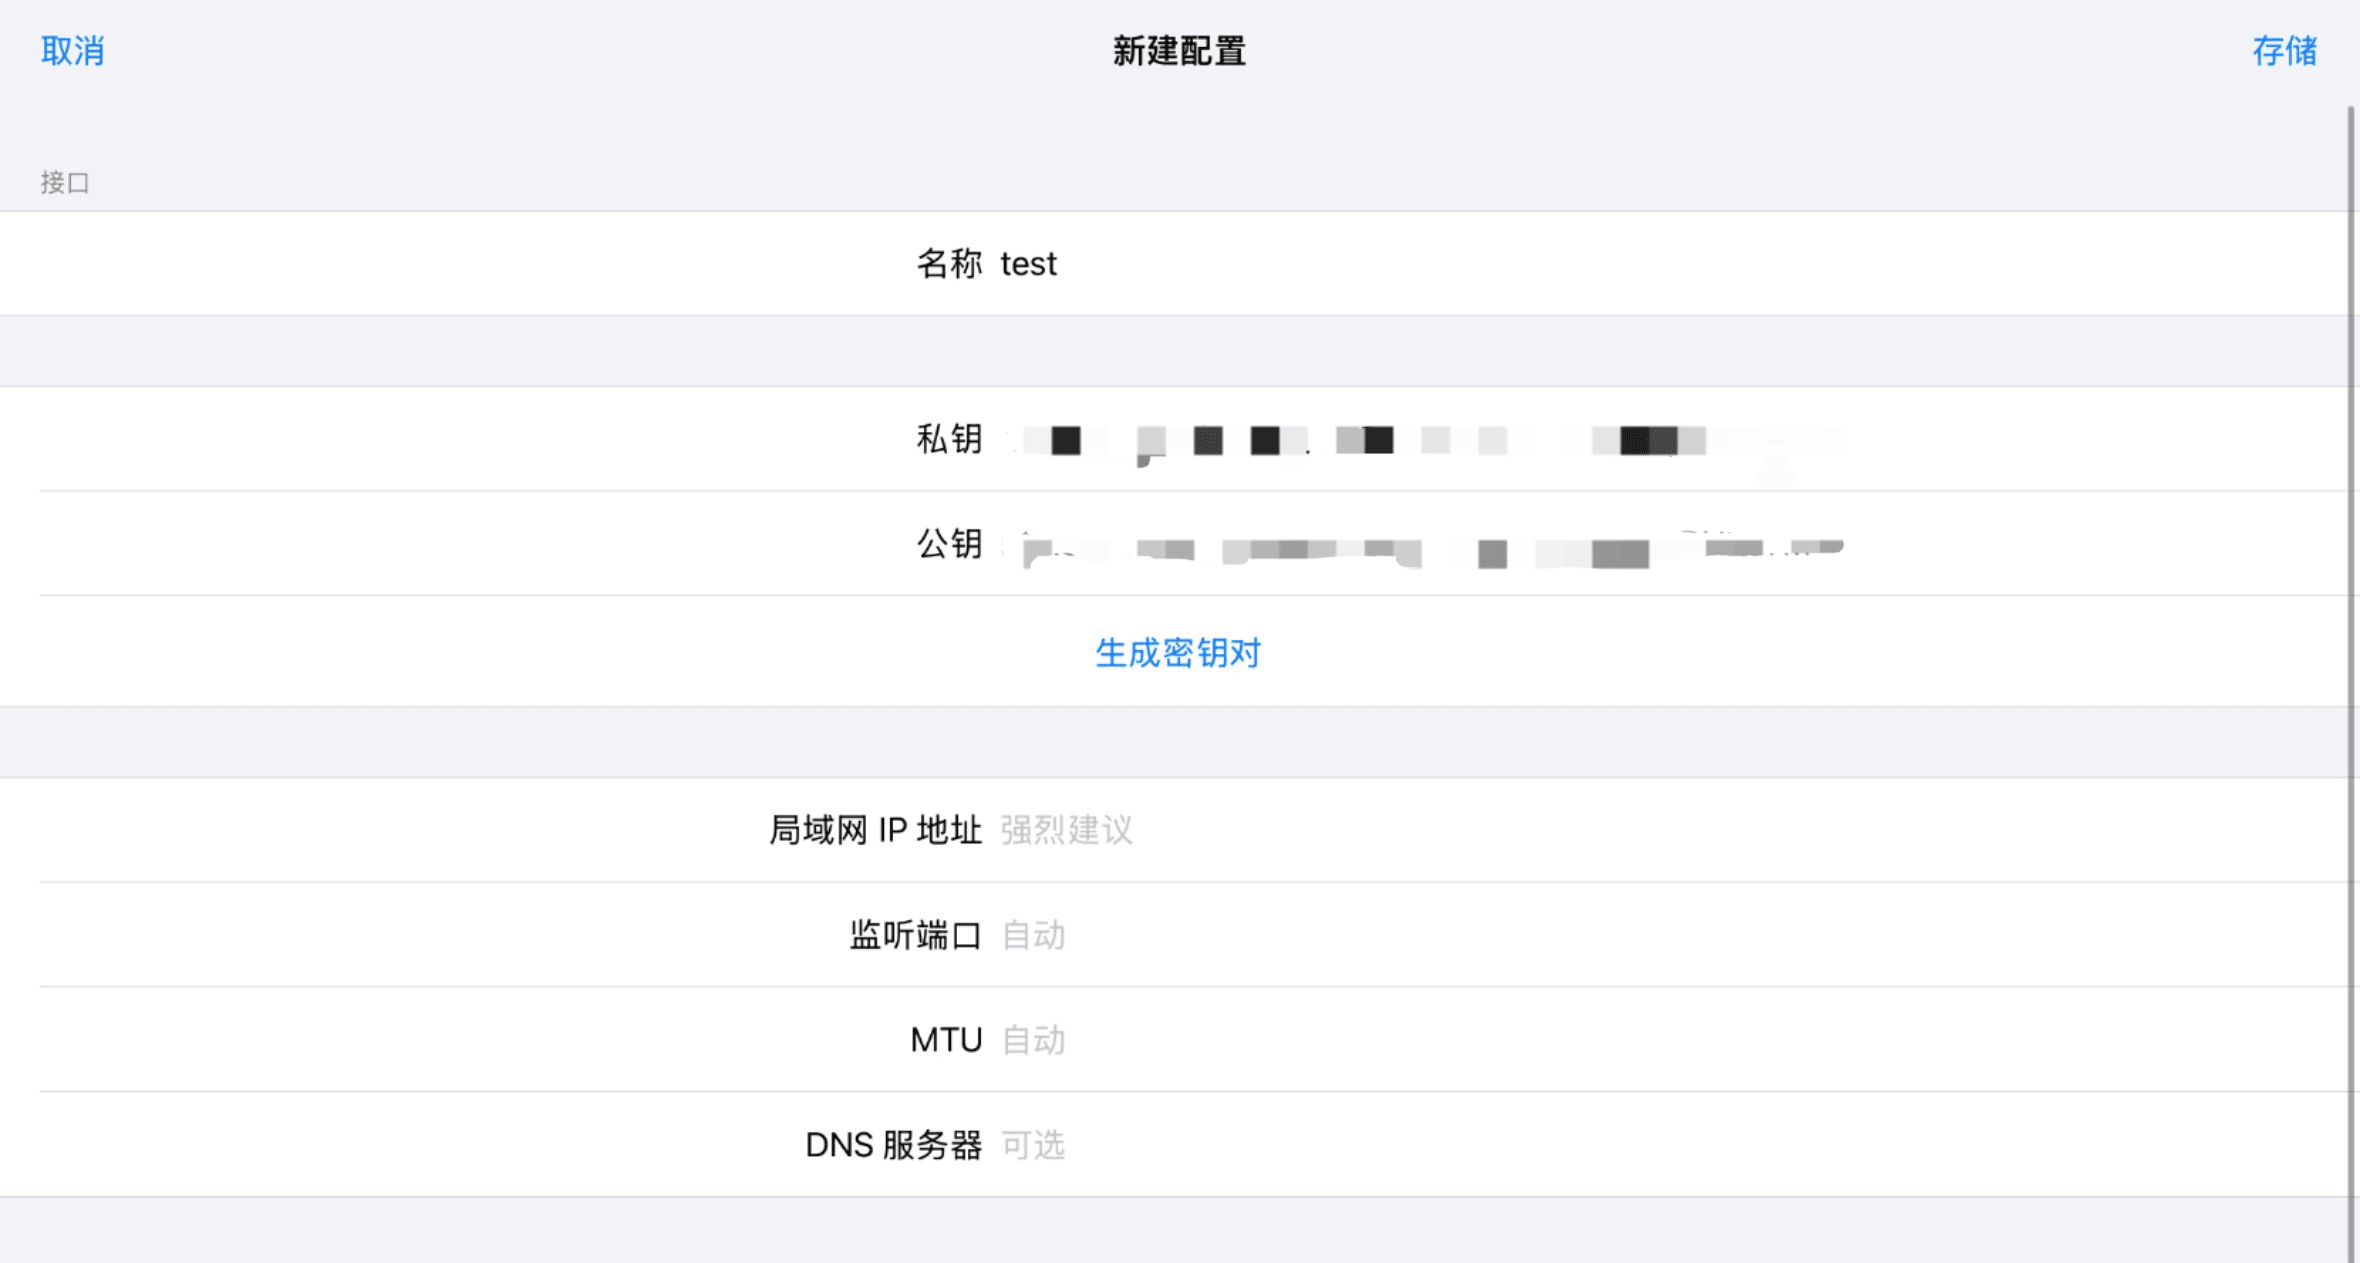 取消
新建配置
存储
接口
名称 test
私钥
公钥
生成密钥对
局域网 IP 地址 强烈建议
监听端口 自动
MTU 自动
DNS 服务器 可选